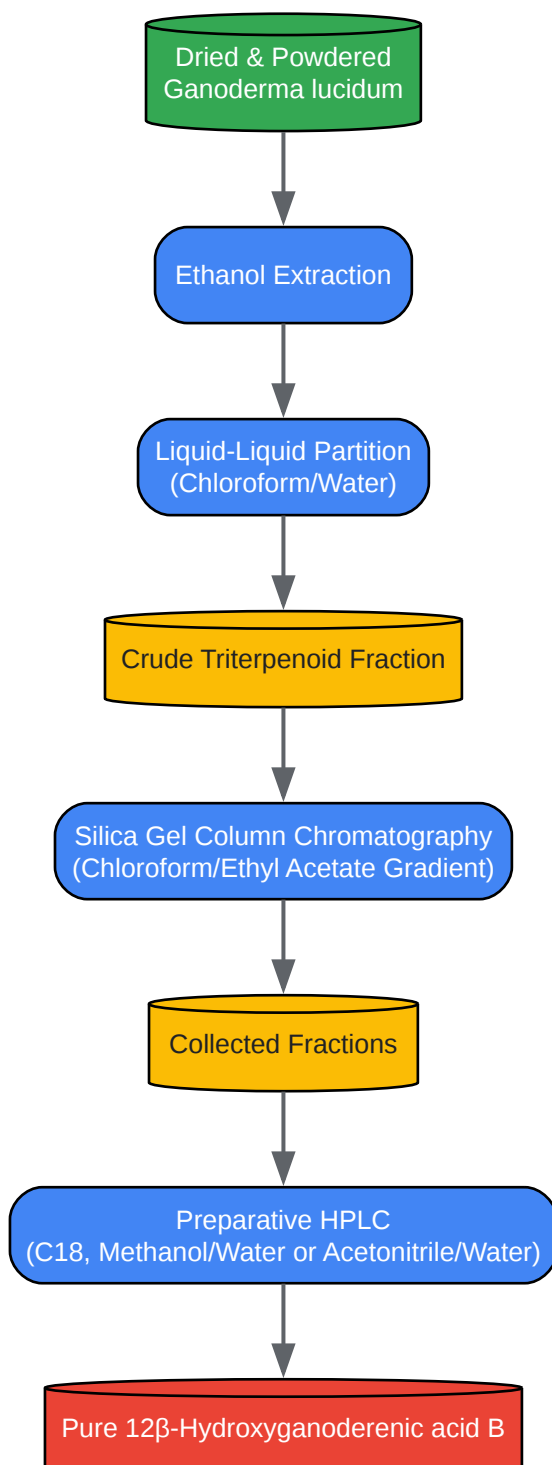 Dried & Powdered
Ganoderma lucidum
Ethanol Extraction
Liquid-Liquid Partition
(Chloroform/Water)
Crude Triterpenoid Fraction
Silica Gel Column Chromatography
(Chloroform/Ethyl Acetate Gradient)
Collected Fractions
Preparative HPLC
(C18, Methanol/Water or Acetonitrile/Water)
Pure 12β-Hydroxyganoderenic acid B